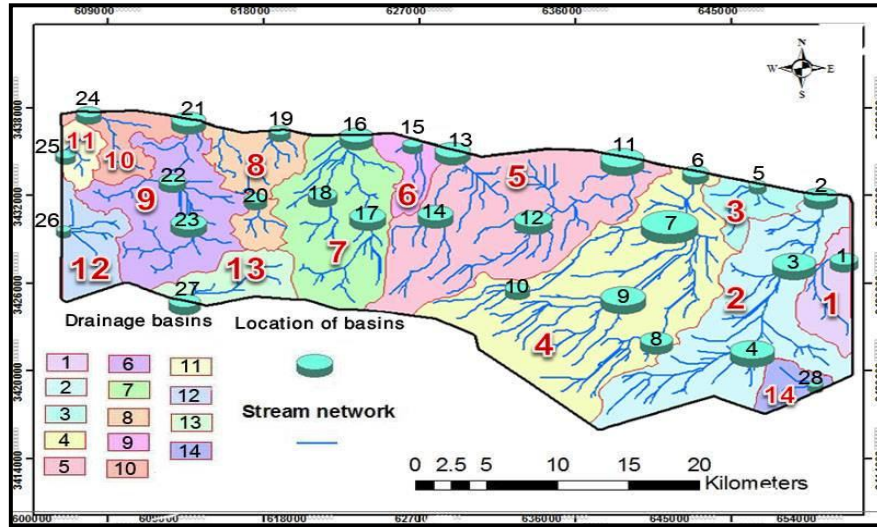 609000 618000 627000 636000 645000
N
W E
S
3438000
3432000
3426000
3420000
3414000
24 21 19 16 15 13 11 6 5 2
25 11 10 22 9 23 8 20 18 17 7 6 14 5 12 7 3 3 1
26 12 27 13 10 9 4 8 2 4 1 14 28
Drainage basins
1
2
3
4
5
6
7
8
9
10
11
12
13
14
Location of basins
Stream network
0 2.5 5 10 15 20
Kilometers
600000 1618000 636000 645000 654000